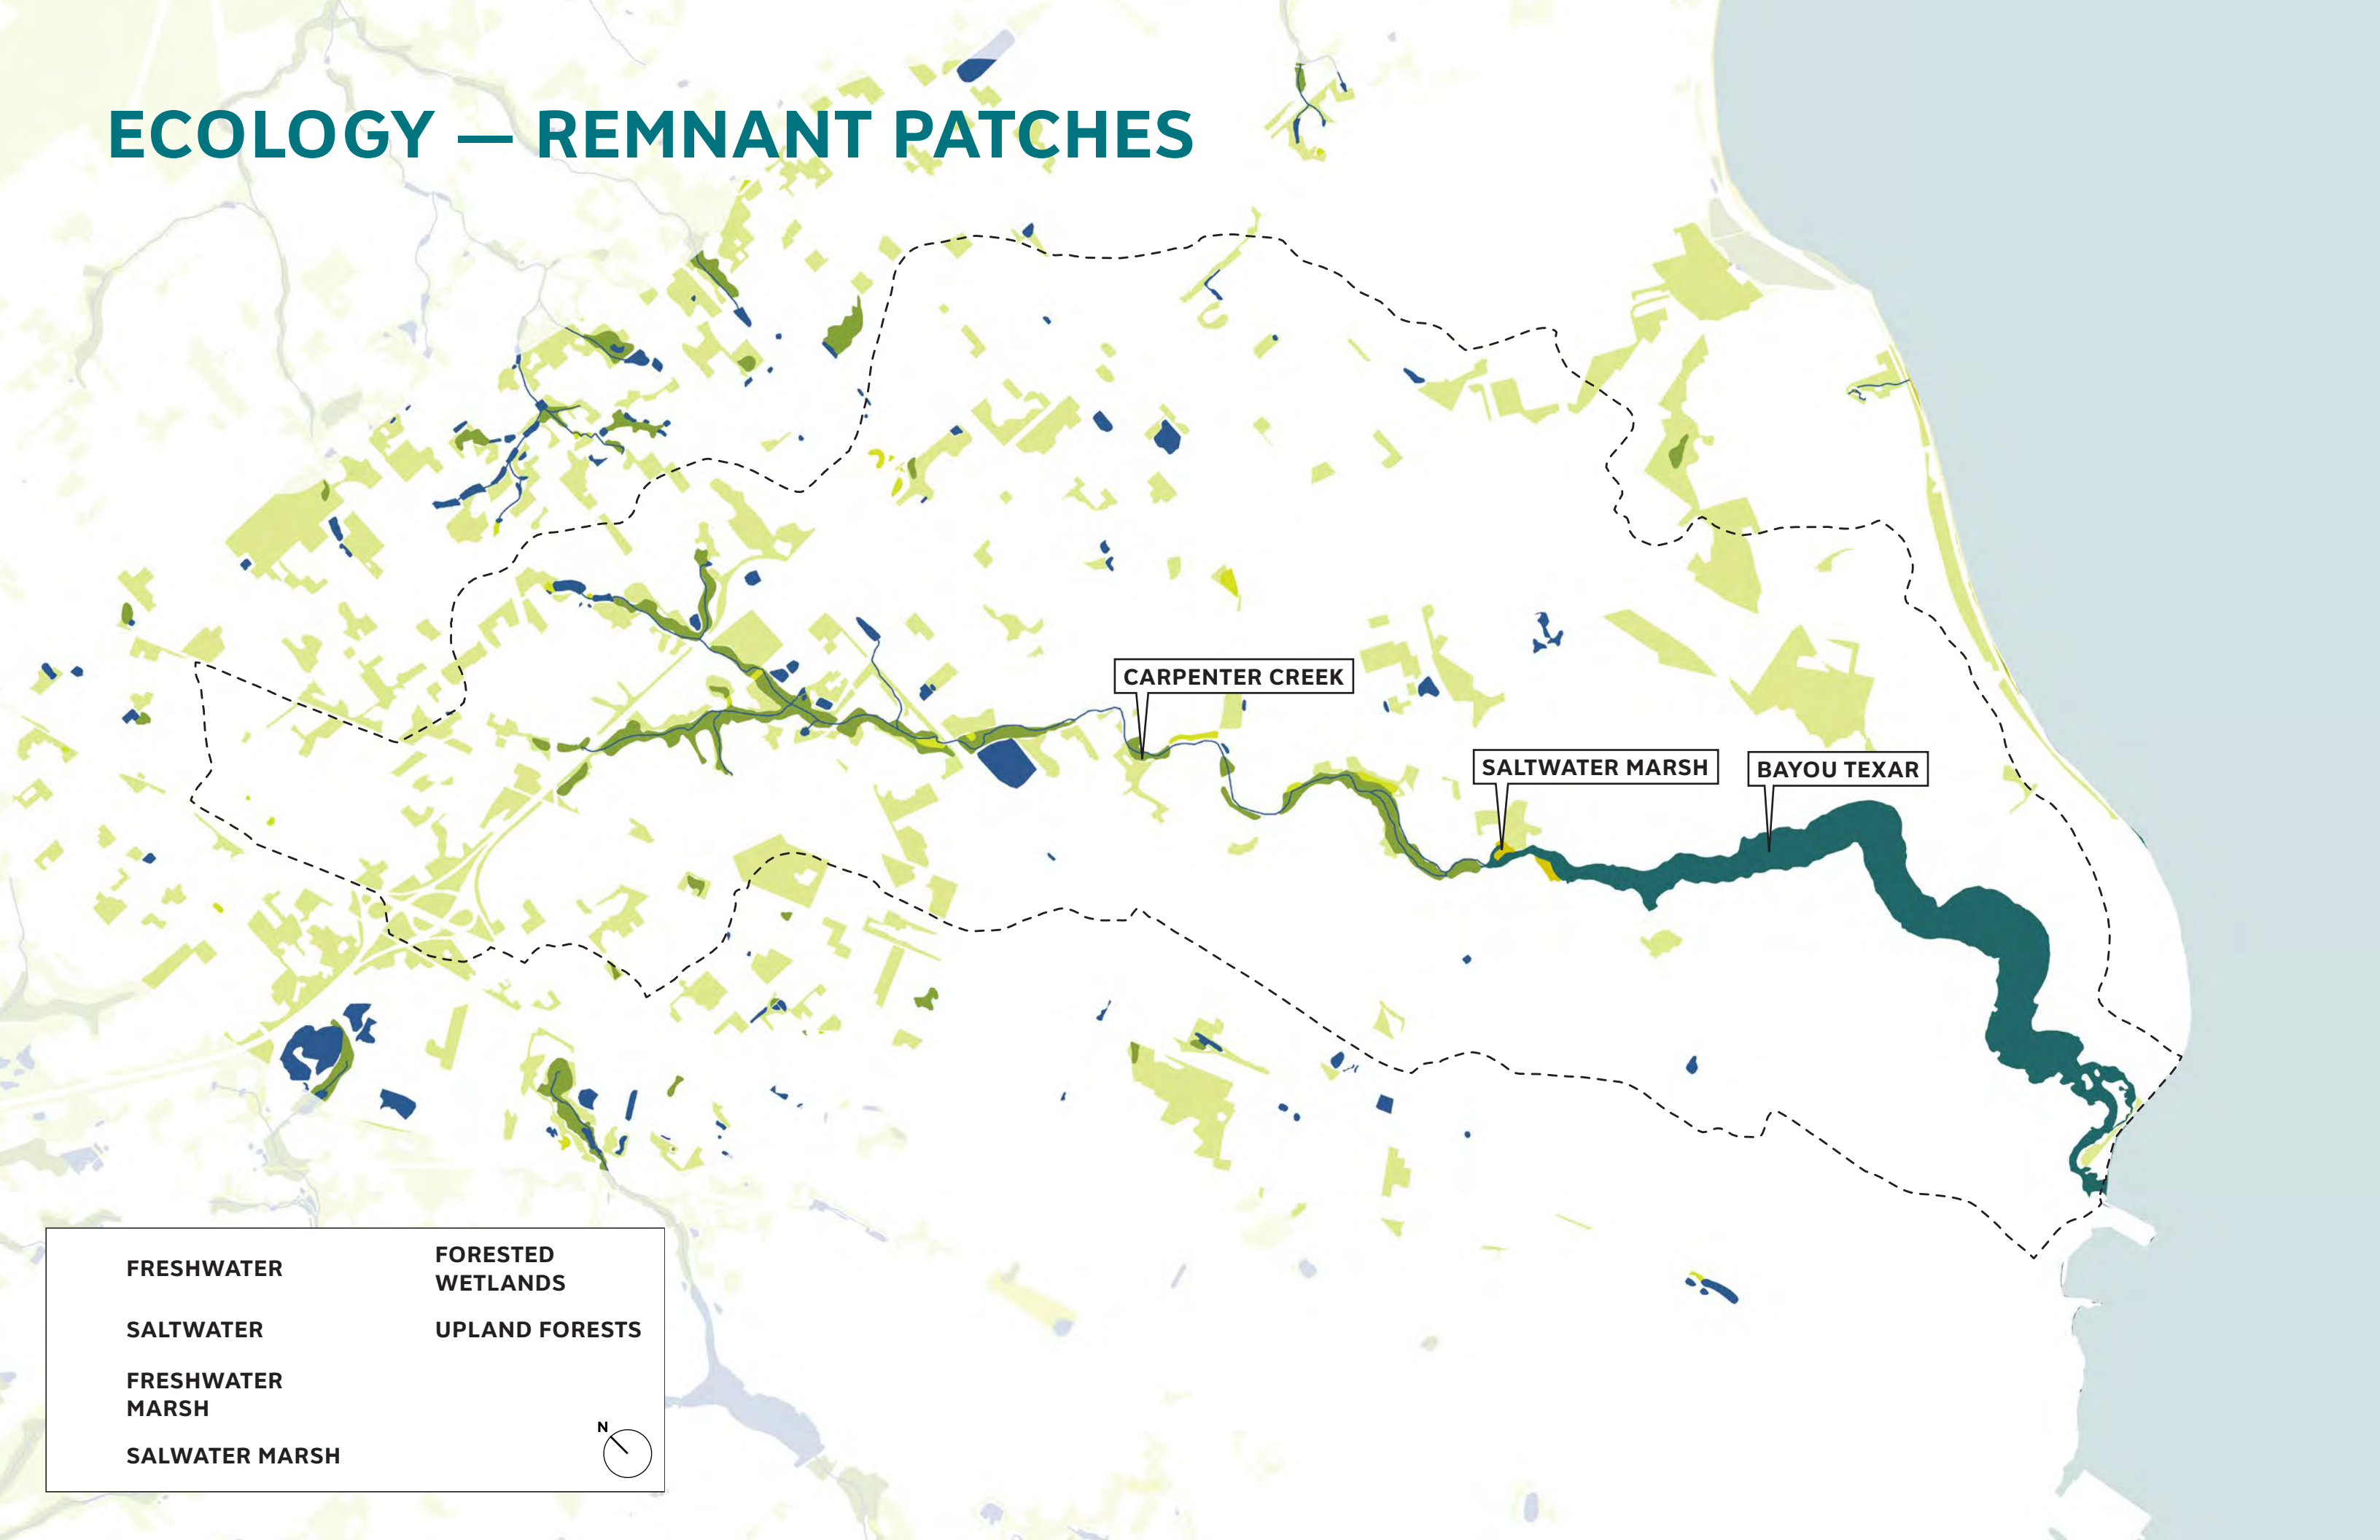 ECOLOGY — REMNANT PATCHES
CARPENTER CREEK
SALTWATER MARSH
BAYOU TEXAR
FRESHWATER
SALTWATER
FRESHWATER
MARSH
SALWATER MARSH
FORESTED
WETLANDS
UPLAND FORESTS
N